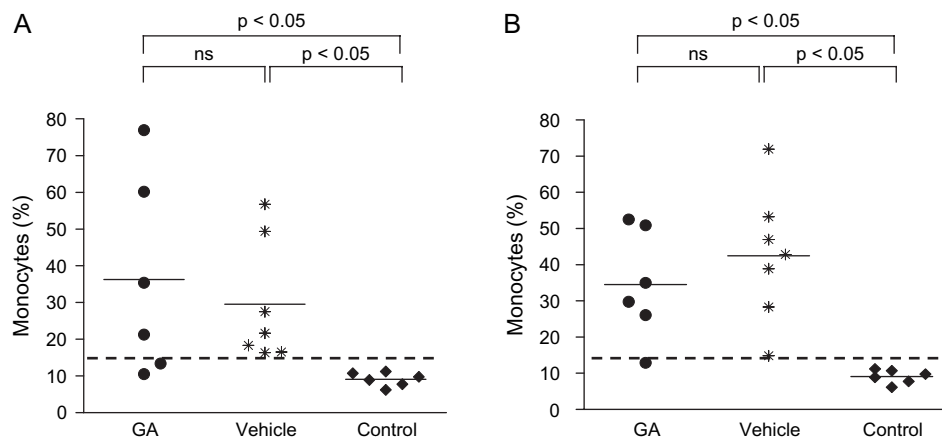 A
p < 0.05
ns
p < 0.05
Monocytes (%)
80
70
60
50
40
30
20
10
0
GA
Vehicle
Control
B
p < 0.05
ns
p < 0.05
Monocytes (%)
80
70
60
50
40
30
20
10
0
GA
Vehicle
Control